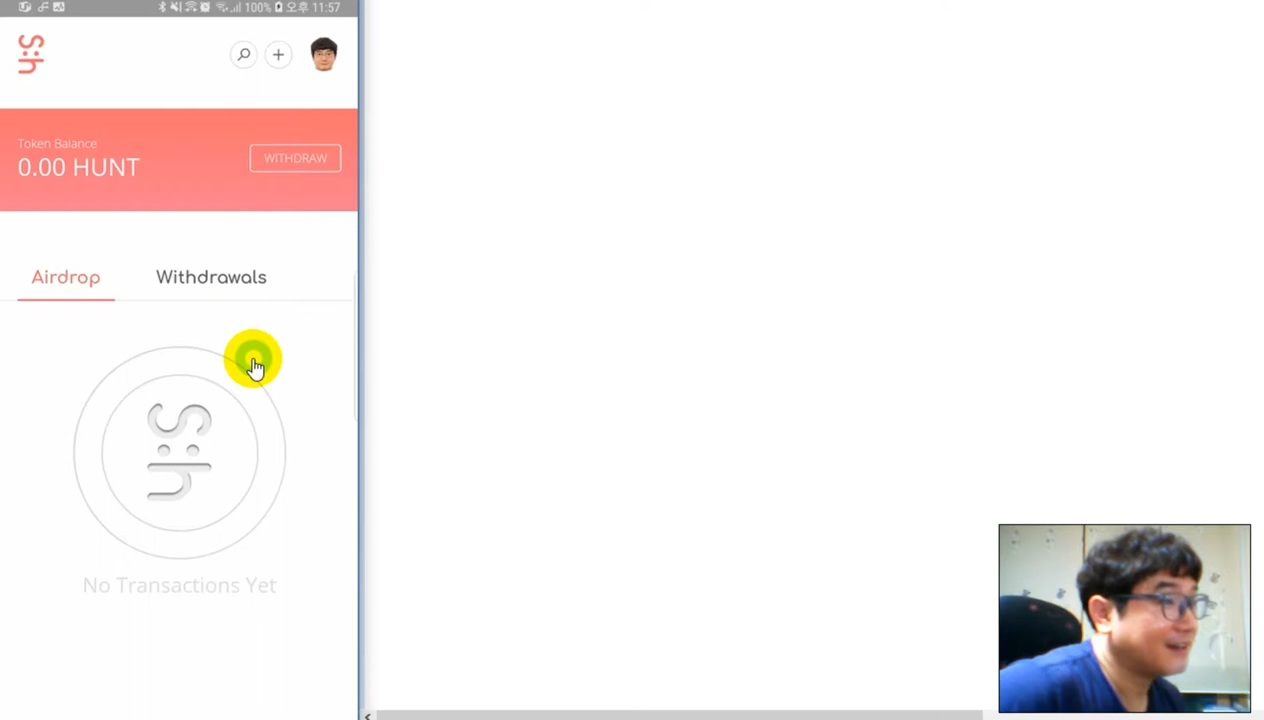 100% 오후 11:57
S:h
Token Balance
0.00 HUNT
WITHDRAW
Airdrop
Withdrawals
S:h
No Transactions Yet